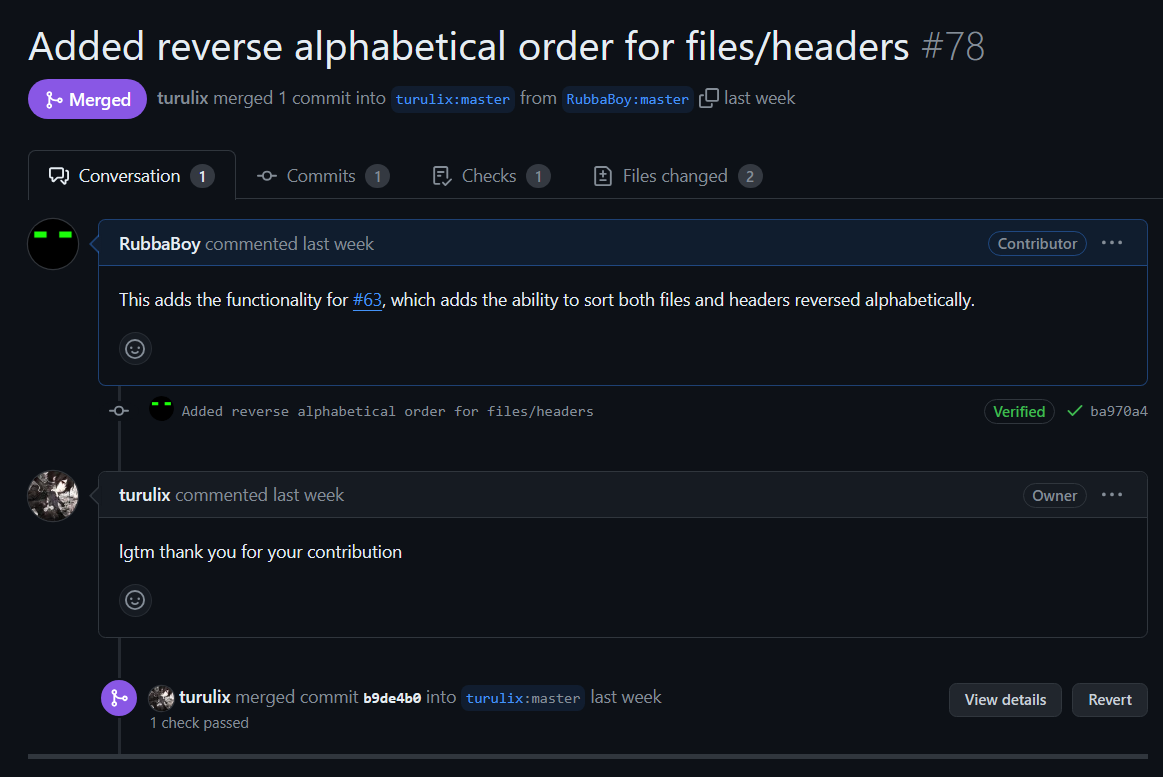 Added reverse alphabetical order for files/headers #78
Merged turulix merged 1 commit into turulix:master from RubbaBoy:master last week
Conversation 1 Commits 1 Checks 1 Files changed 2
RubbaBoy commented last week Contributor
This adds the functionality for #63, which adds the ability to sort both files and headers reversed alphabetically.
Added reverse alphabetical order for files/headers Verified ba970a4
turulix commented last week Owner
lgtm thank you for your contribution
turulix merged commit b9de4b0 into turulix:master last week View details Revert
1 check passed